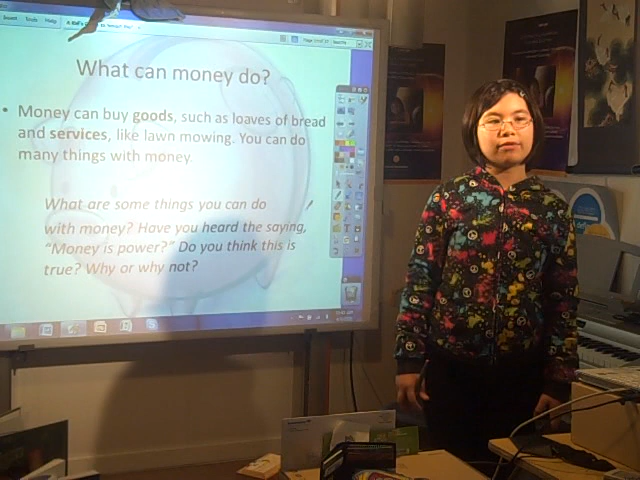 Tools Help
What can money do?
• Money can buy goods, such as loaves of bread
and services, like lawn mowing. You can do
many things with money.
What are some things you can do
with money? Have you heard the saying,
"Money is power?" Do you think this is
true? Why or why not?